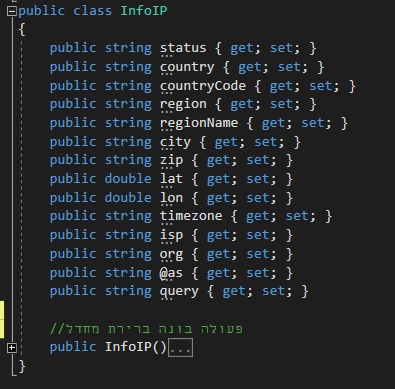 public class InfoIP
{
public string status { get; set; }
public string country { get; set; }
public string countryCode { get; set; }
public string region { get; set; }
public string regionName { get; set; }
public string city { get; set; }
public string zip { get; set; }
public double lat { get; set; }
public double lon { get; set; }
public string timezone { get; set; }
public string isp { get; set; }
public string org { get; set; }
public string @as { get; set; }
public string query { get; set; }
//פעולה בונה ברירת מחדל
public InfoIP()...
}